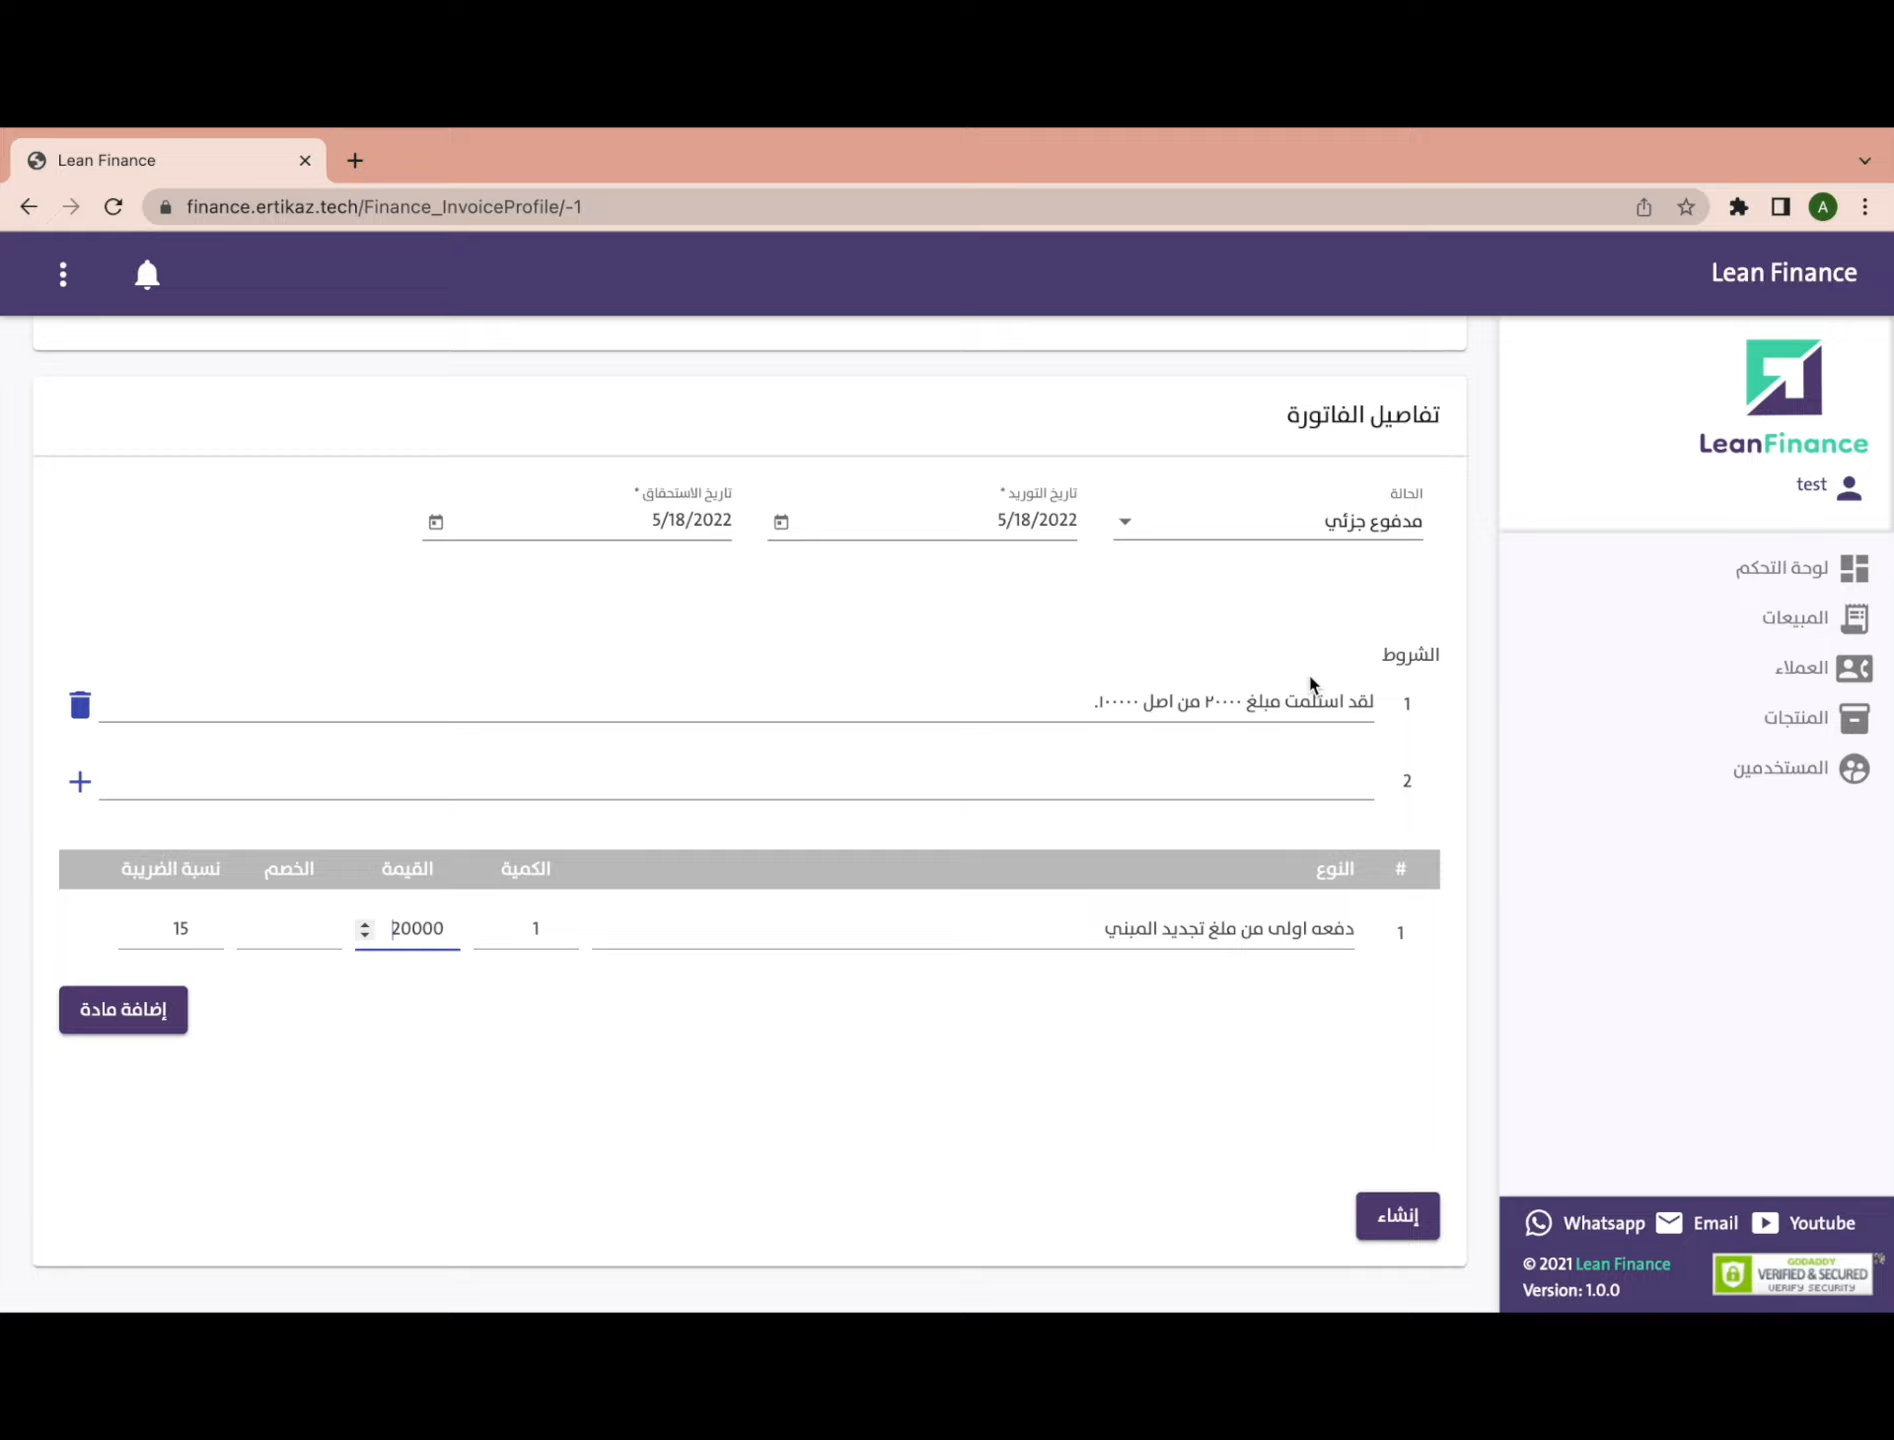 Lean Finance
finance.ertikaz.tech/Finance_InvoiceProfile/-1
A
Lean Finance
LeanFinance
test
لوحة التحكم
المبيعات
العملاء
المنتجات
المستخدمين
تفاصيل الفاتورة
الحالة
مدفوع جزئي
تاريخ التوريد *
5/18/2022
تاريخ الاستحقاق *
5/18/2022
الشروط
1 لقد استلمت مبلغ ٢٠٠٠٠ من اصل ١٠٠٠٠٠.
2
# النوع الكمية القيمة الخصم نسبة الضريبة
1 دفعه اولى من ملغ تجديد المبني 1 20000 15
إضافة مادة
إنشاء
Whatsapp Email Youtube
© 2021 Lean Finance
Version: 1.0.0
GODADDY
VERIFIED & SECURED
VERIFY SECURITY